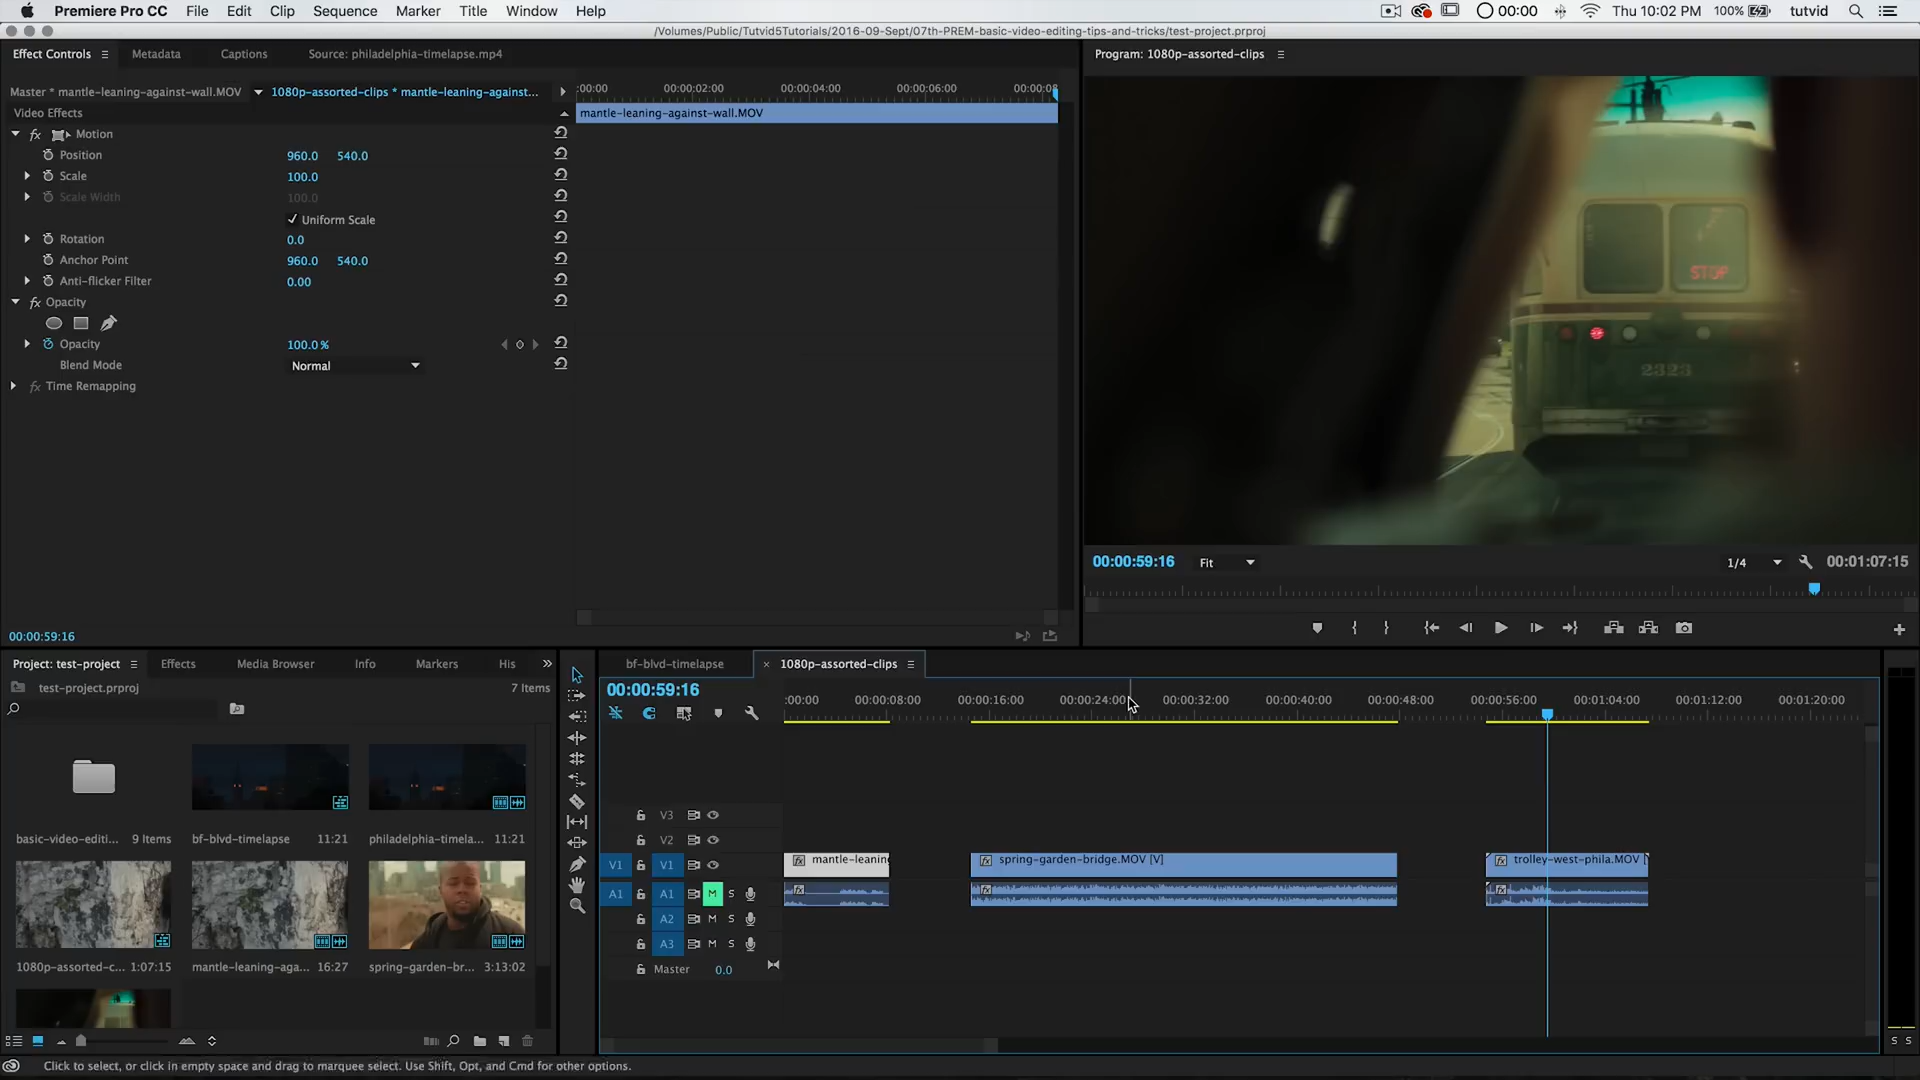 Premiere Pro CC File Edit Clip Sequence Marker Title Window Help 00:00 Thu 10:02 PM 100% tutvid
/Volumes/Public/Tutvid5Tutorials/2016-09-Sept/07th-PREM-basic-video-editing-tips-and-tricks/test-project.prproj
Effect Controls Metadata Captions Source: philadelphia-timelapse.mp4
Master * mantle-leaning-against-wall.MOV 1080p-assorted-clips * mantle-leaning-against...
:00:00 00:00:02:00 00:00:04:00 00:00:06:00 00:00:08
Video Effects
mantle-leaning-against-wall.MOV
fx Motion
Position 960.0 540.0
Scale 100.0
Scale Width 100.0
Uniform Scale
Rotation 0.0
Anchor Point 960.0 540.0
Anti-flicker Filter 0.00
fx Opacity
Opacity 100.0 %
Blend Mode Normal
fx Time Remapping
00:00:59:16
Program: 1080p-assorted-clips
STOP
2323
00:00:59:16 Fit 1/4 00:01:07:15
Project: test-project Effects Media Browser Info Markers His
test-project.prproj 7 Items
basic-video-editi... 9 Items
bf-blvd-timelapse 11:21
philadelphia-timela... 11:21
1080p-assorted-c... 1:07:15
mantle-leaning-aga... 16:27
spring-garden-br... 3:13:02
bf-blvd-timelapse 1080p-assorted-clips
00:00:59:16
:00:00 00:00:08:00 00:00:16:00 00:00:24:00 00:00:32:00 00:00:40:00 00:00:48:00 00:00:56:00 00:01:04:00 00:01:12:00 00:01:20:00
V3
V2
V1 V1 fx mantle-leaning fx spring-garden-bridge.MOV [V] fx trolley-west-phila.MOV [
A1 A1 M S fx fx fx
A2 M S
A3 M S
Master 0.0
S S
Click to select, or click in empty space and drag to marquee select. Use Shift, Opt, and Cmd for other options.